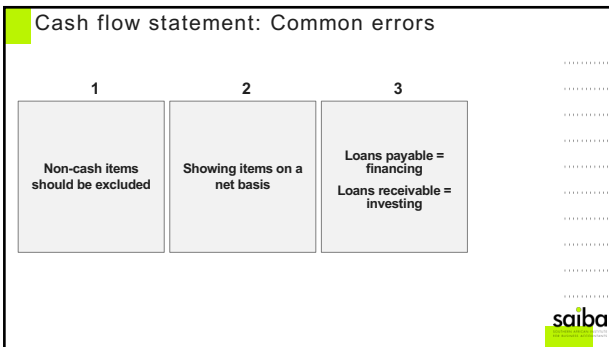 Cash flow statement: Common errors
1
2
3
Non-cash items
should be excluded
Showing items on a
net basis
Loans payable =
financing
Loans receivable =
investing
saiba